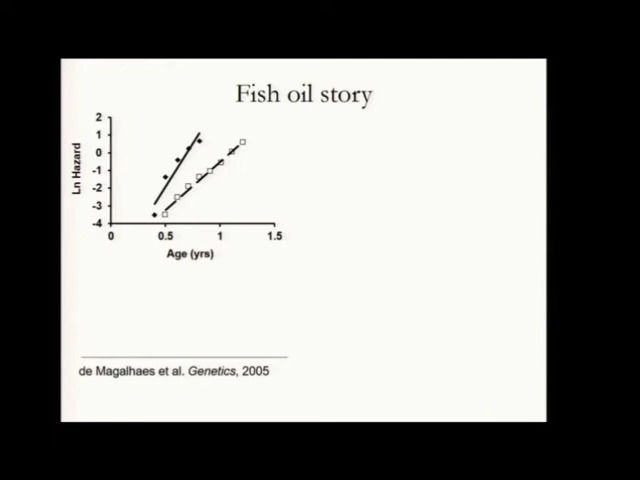 Fish oil story
Ln Hazard
2
1
0
-1
-2
-3
-4
0 0.5 1 1.5
Age (yrs)
de Magalhaes et al. Genetics, 2005